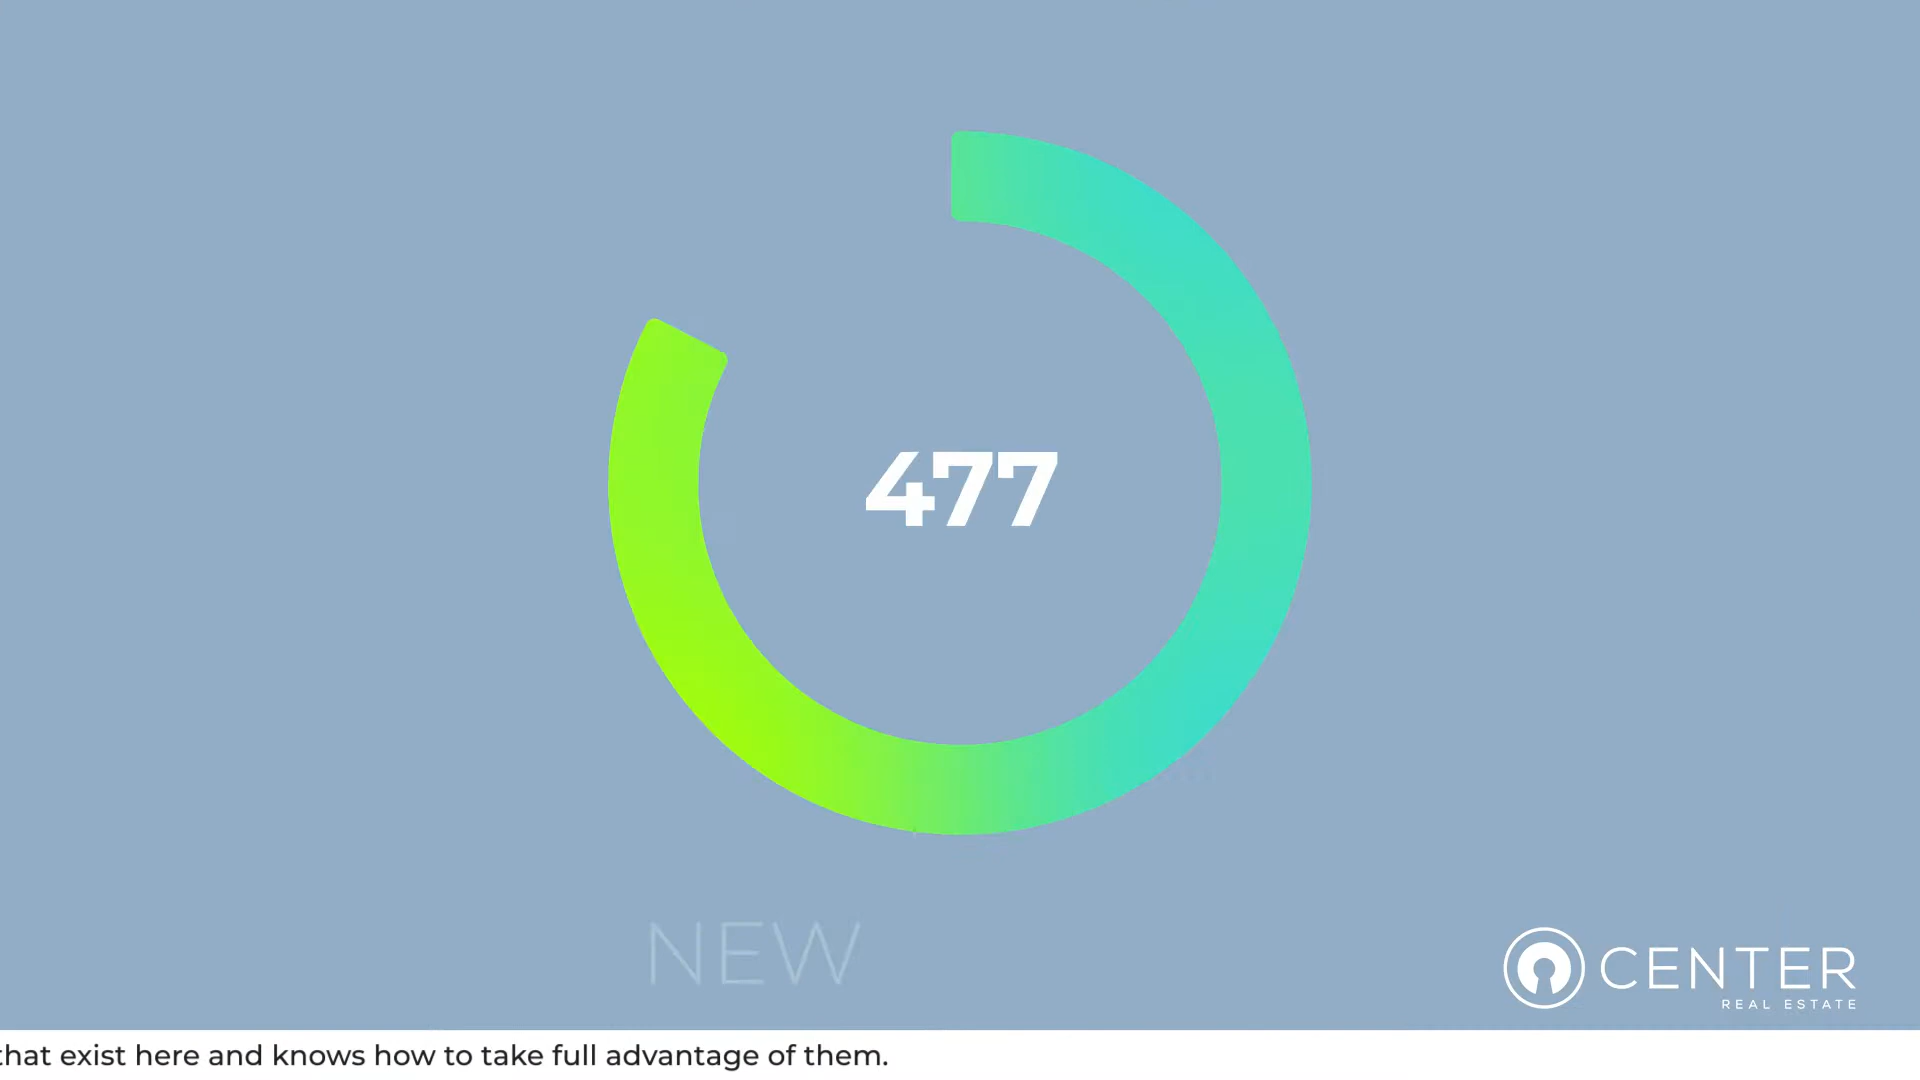 477
NEW
CENTER
REAL ESTATE
that exist here and knows how to take full advantage of them.